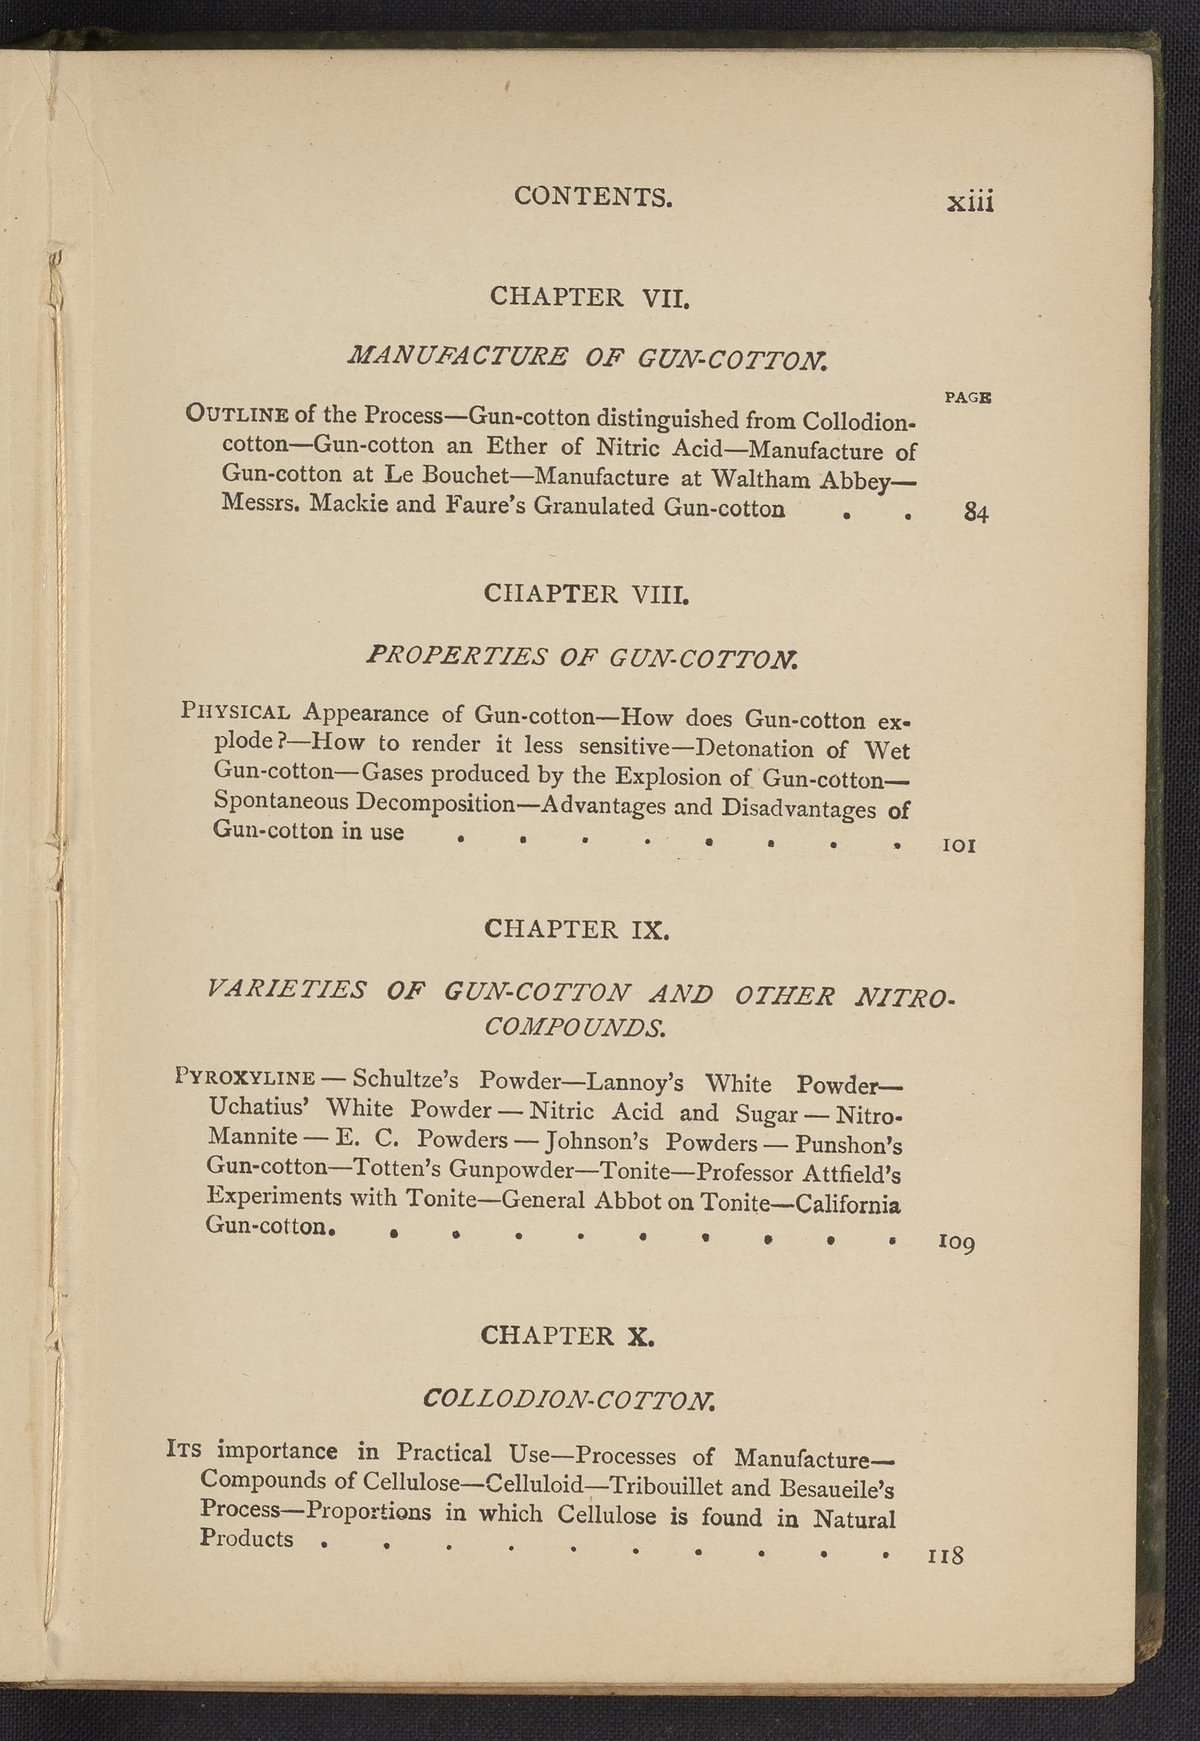 CONTENTS. xiii
CHAPTER VII.
MANUFACTURE OF GUN-COTTON.
PAGE
OUTLINE of the Process—Gun-cotton distinguished from Collodion-
cotton—Gun-cotton an Ether of Nitric Acid—Manufacture of
Gun-cotton at Le Bouchet—Manufacture at Waltham Abbey—
Messrs. Mackie and Faure's Granulated Gun-cotton . . 84
CHAPTER VIII.
PROPERTIES OF GUN-COTTON.
PHYSICAL Appearance of Gun-cotton—How does Gun-cotton ex-
plode?—How to render it less sensitive—Detonation of Wet
Gun-cotton—Gases produced by the Explosion of Gun-cotton—
Spontaneous Decomposition—Advantages and Disadvantages of
Gun-cotton in use . . . . . . . . 101
CHAPTER IX.
VARIETIES OF GUN-COTTON AND OTHER NITRO-
COMPOUNDS.
PYROXYLINE — Schultze's Powder—Lannoy's White Powder—
Uchatius' White Powder — Nitric Acid and Sugar — Nitro-
Mannite — E. C. Powders — Johnson's Powders — Punshon's
Gun-cotton—Totten's Gunpowder—Tonite—Professor Attfield's
Experiments with Tonite—General Abbot on Tonite—California
Gun-cotton. . . . . . . . . . 109
CHAPTER X.
COLLODION-COTTON.
ITS importance in Practical Use—Processes of Manufacture—
Compounds of Cellulose—Celluloid—Tribouillet and Besaueile's
Process—Proportions in which Cellulose is found in Natural
Products . . . . . . . . . . 118